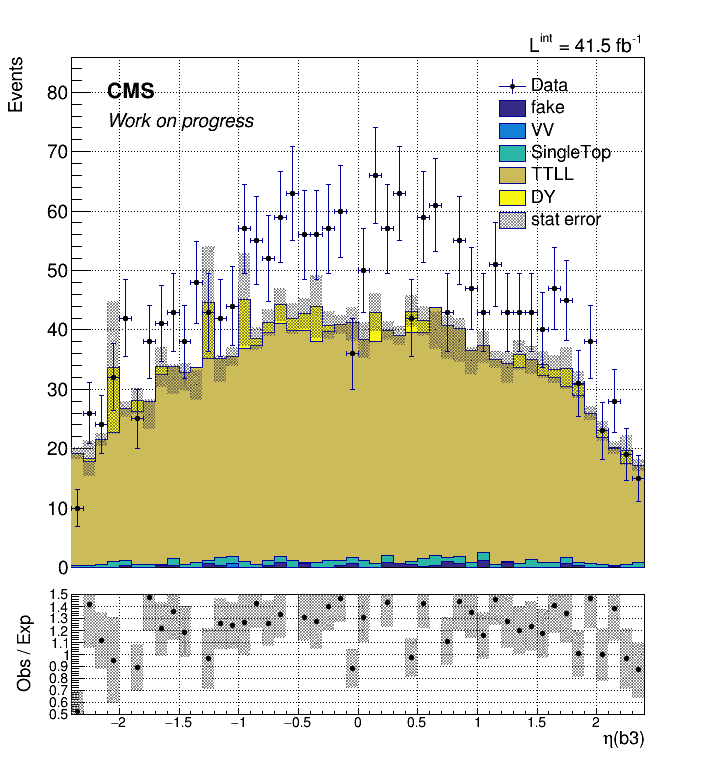 L^int = 41.5 fb^-1
Events
CMS
Work on progress
Data
fake
VV
SingleTop
TTLL
DY
stat error
80
70
60
50
40
30
20
10
0
Obs / Exp
1.5
1.4
1.3
1.2
1.1
1
0.9
0.8
0.7
0.6
0.5
−2 −1.5 −1 −0.5 0 0.5 1 1.5 2
η(b3)